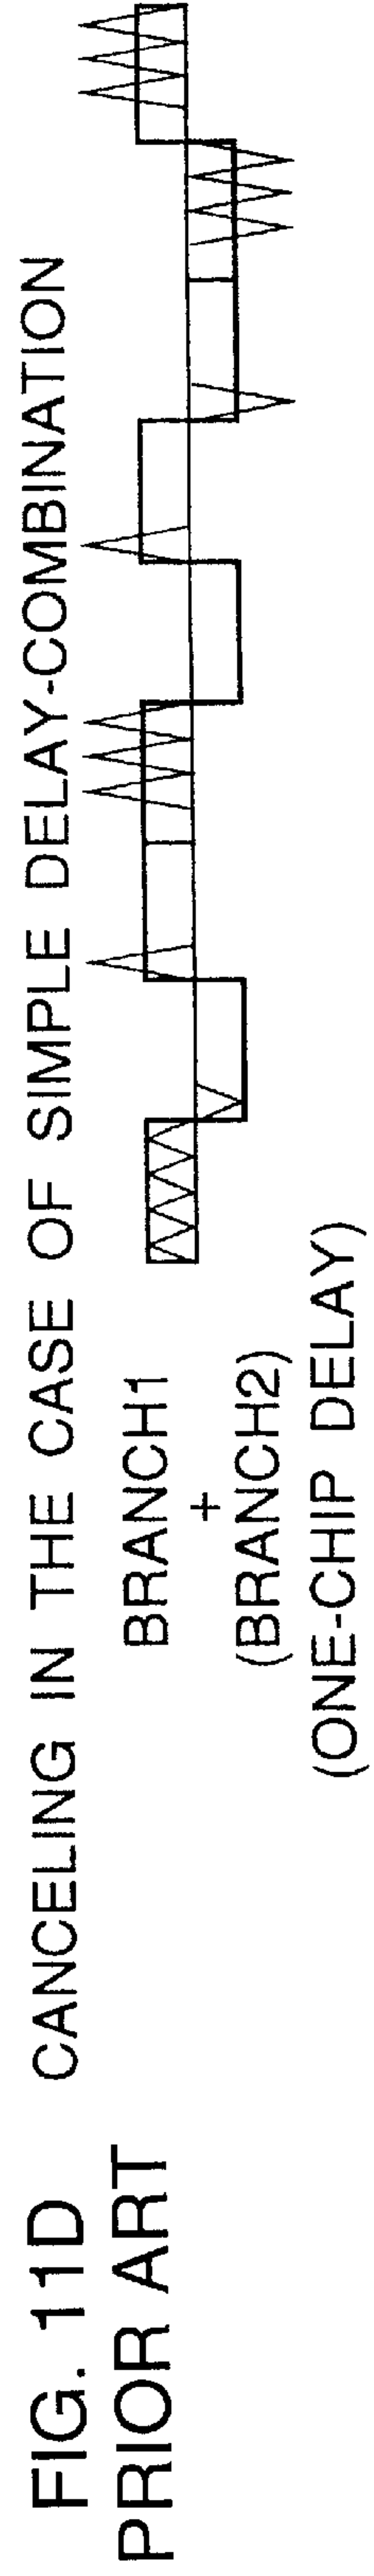 FIG. 11D
PRIOR ART
CANCELING IN THE CASE OF SIMPLE DELAY-COMBINATION
BRANCH1
+
(BRANCH2)
(ONE-CHIP DELAY)